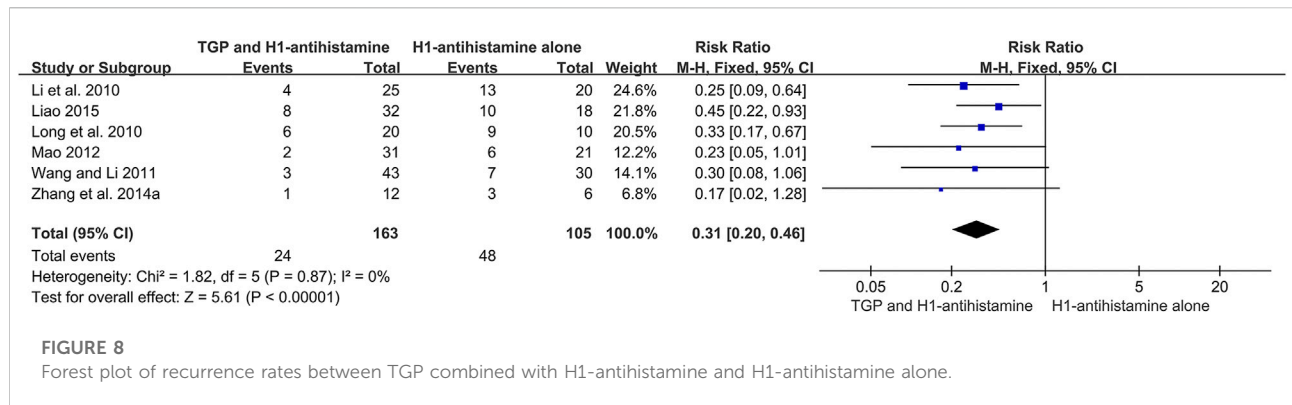 TGP and H1-antihistamine H1-antihistamine alone Risk Ratio Risk Ratio
Study or Subgroup Events Total Events Total Weight M-H, Fixed, 95% CI M-H, Fixed, 95% CI
Li et al. 2010 4 25 13 20 24.6% 0.25 [0.09, 0.64]
Liao 2015 8 32 10 18 21.8% 0.45 [0.22, 0.93]
Long et al. 2010 6 20 9 10 20.5% 0.33 [0.17, 0.67]
Mao 2012 2 31 6 21 12.2% 0.23 [0.05, 1.01]
Wang and Li 2011 3 43 7 30 14.1% 0.30 [0.08, 1.06]
Zhang et al. 2014a 1 12 3 6 6.8% 0.17 [0.02, 1.28]
Total (95% CI) 163 105 100.0% 0.31 [0.20, 0.46]
Total events 24 48
Heterogeneity: Chi² = 1.82, df = 5 (P = 0.87); I² = 0%
Test for overall effect: Z = 5.61 (P < 0.00001)
0.05 0.2 1 5 20
TGP and H1-antihistamine H1-antihistamine alone
FIGURE 8
Forest plot of recurrence rates between TGP combined with H1-antihistamine and H1-antihistamine alone.